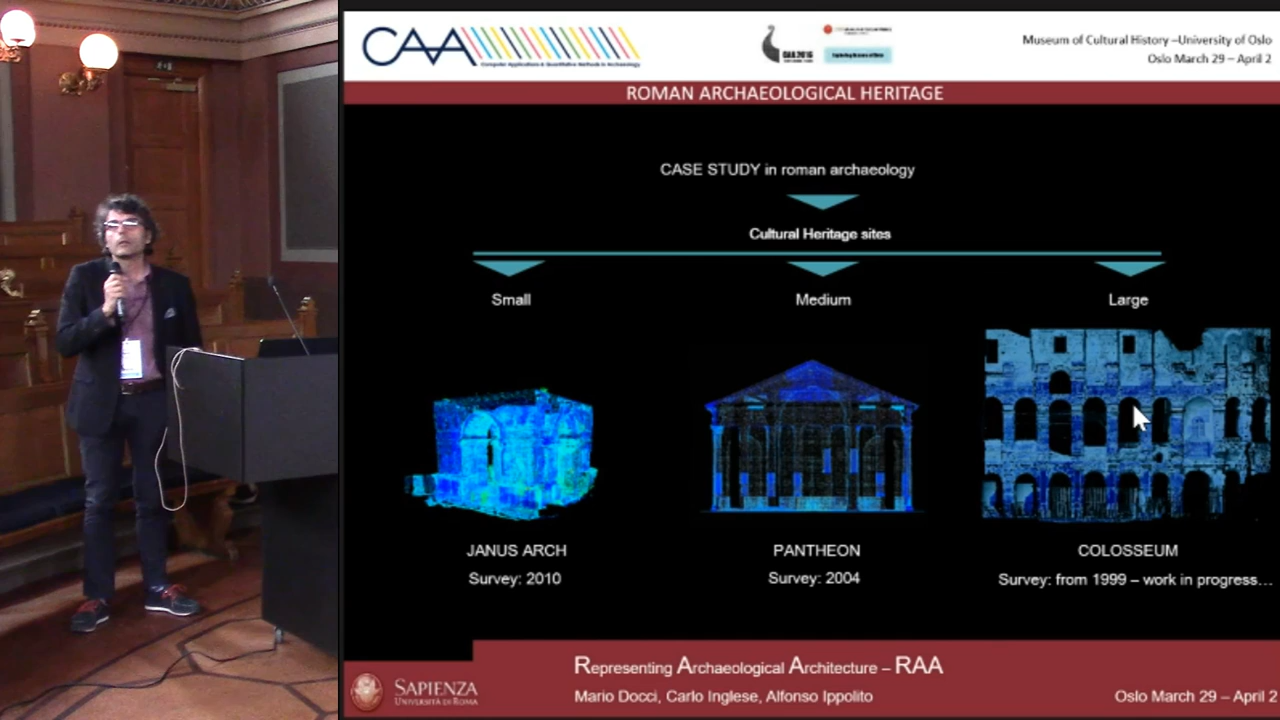 CAA
Computer Applications & Quantitative Methods in Archaeology
CAA 2016
Museum of Cultural History –University of Oslo
Oslo March 29 – April 2
ROMAN ARCHAEOLOGICAL HERITAGE
CASE STUDY in roman archaeology
Cultural Heritage sites
Small
Medium
Large
JANUS ARCH
PANTHEON
COLOSSEUM
Survey: 2010
Survey: 2004
Survey: from 1999 – work in progress...
Representing Archaeological Architecture – RAA
SAPIENZA
UNIVERSITÀ DI ROMA
Mario Docci, Carlo Inglese, Alfonso Ippolito
Oslo March 29 – April 2